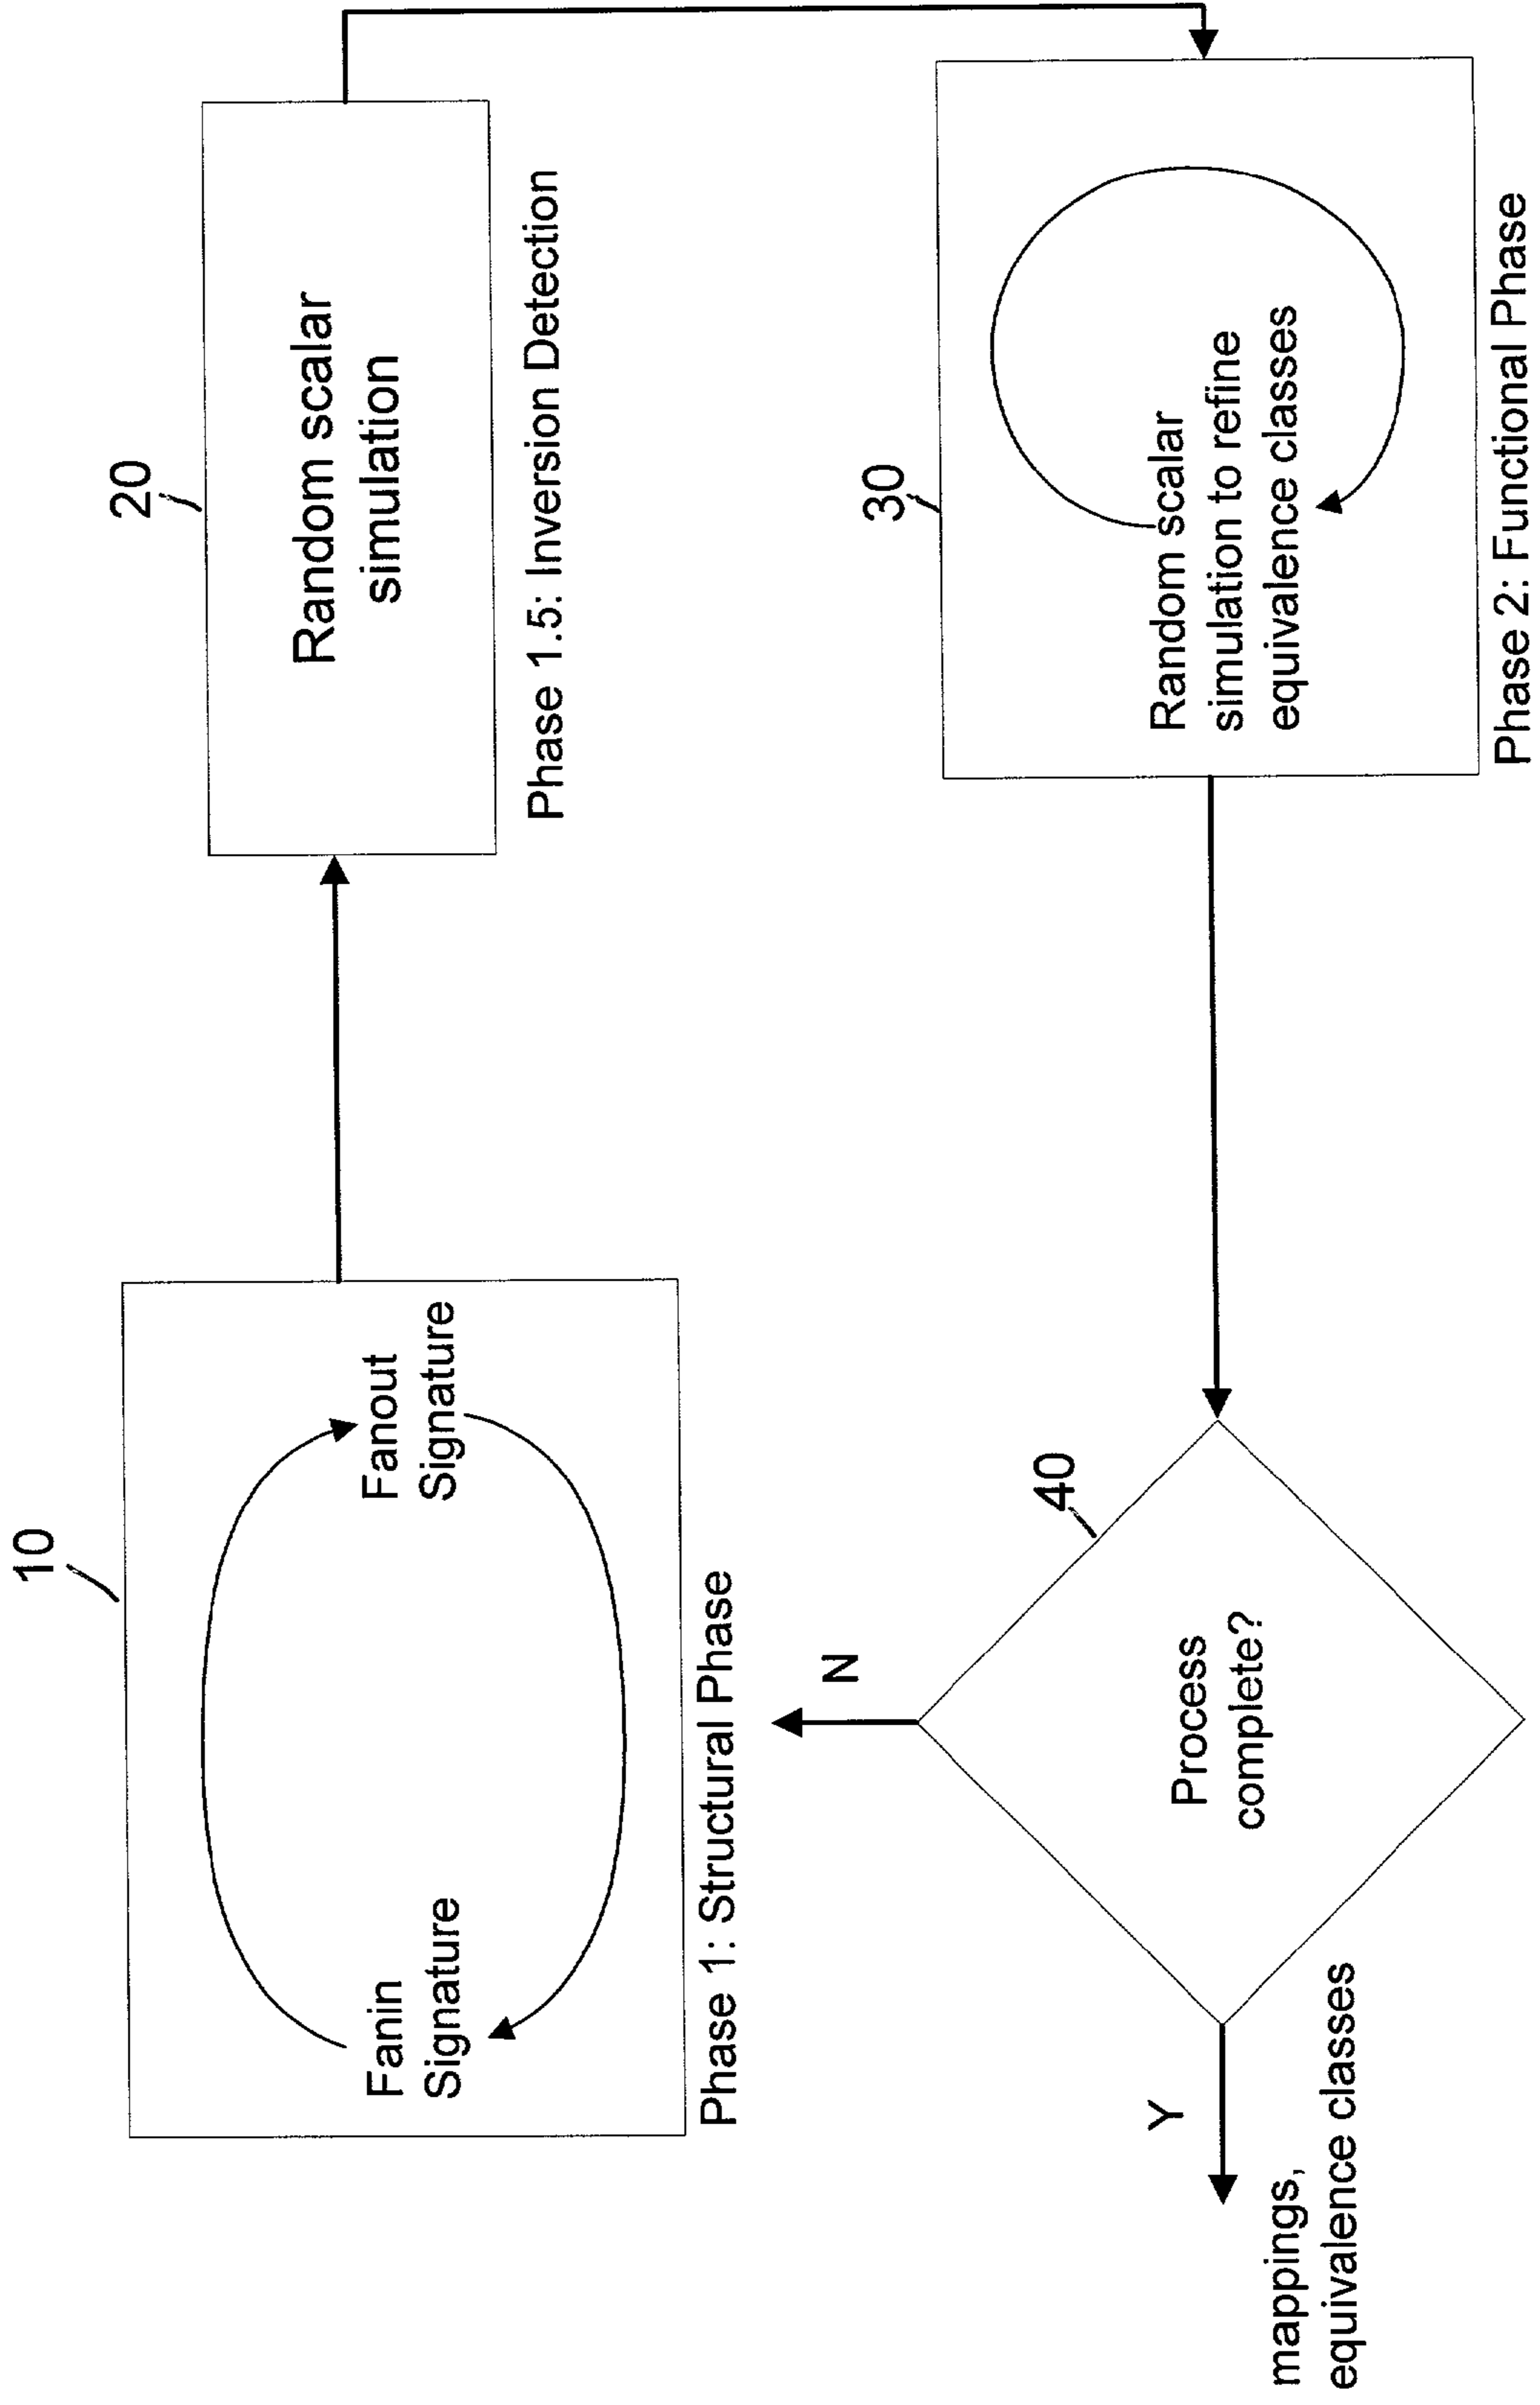 10
Fanin
Signature
Fanout
Signature
Phase 1: Structural Phase
20
Random scalar
simulation
Phase 1.5: Inversion Detection
30
Random scalar
simulation to refine
equivalence classes
Phase 2: Functional Phase
40
Process
complete?
N
Y
mappings,
equivalence classes